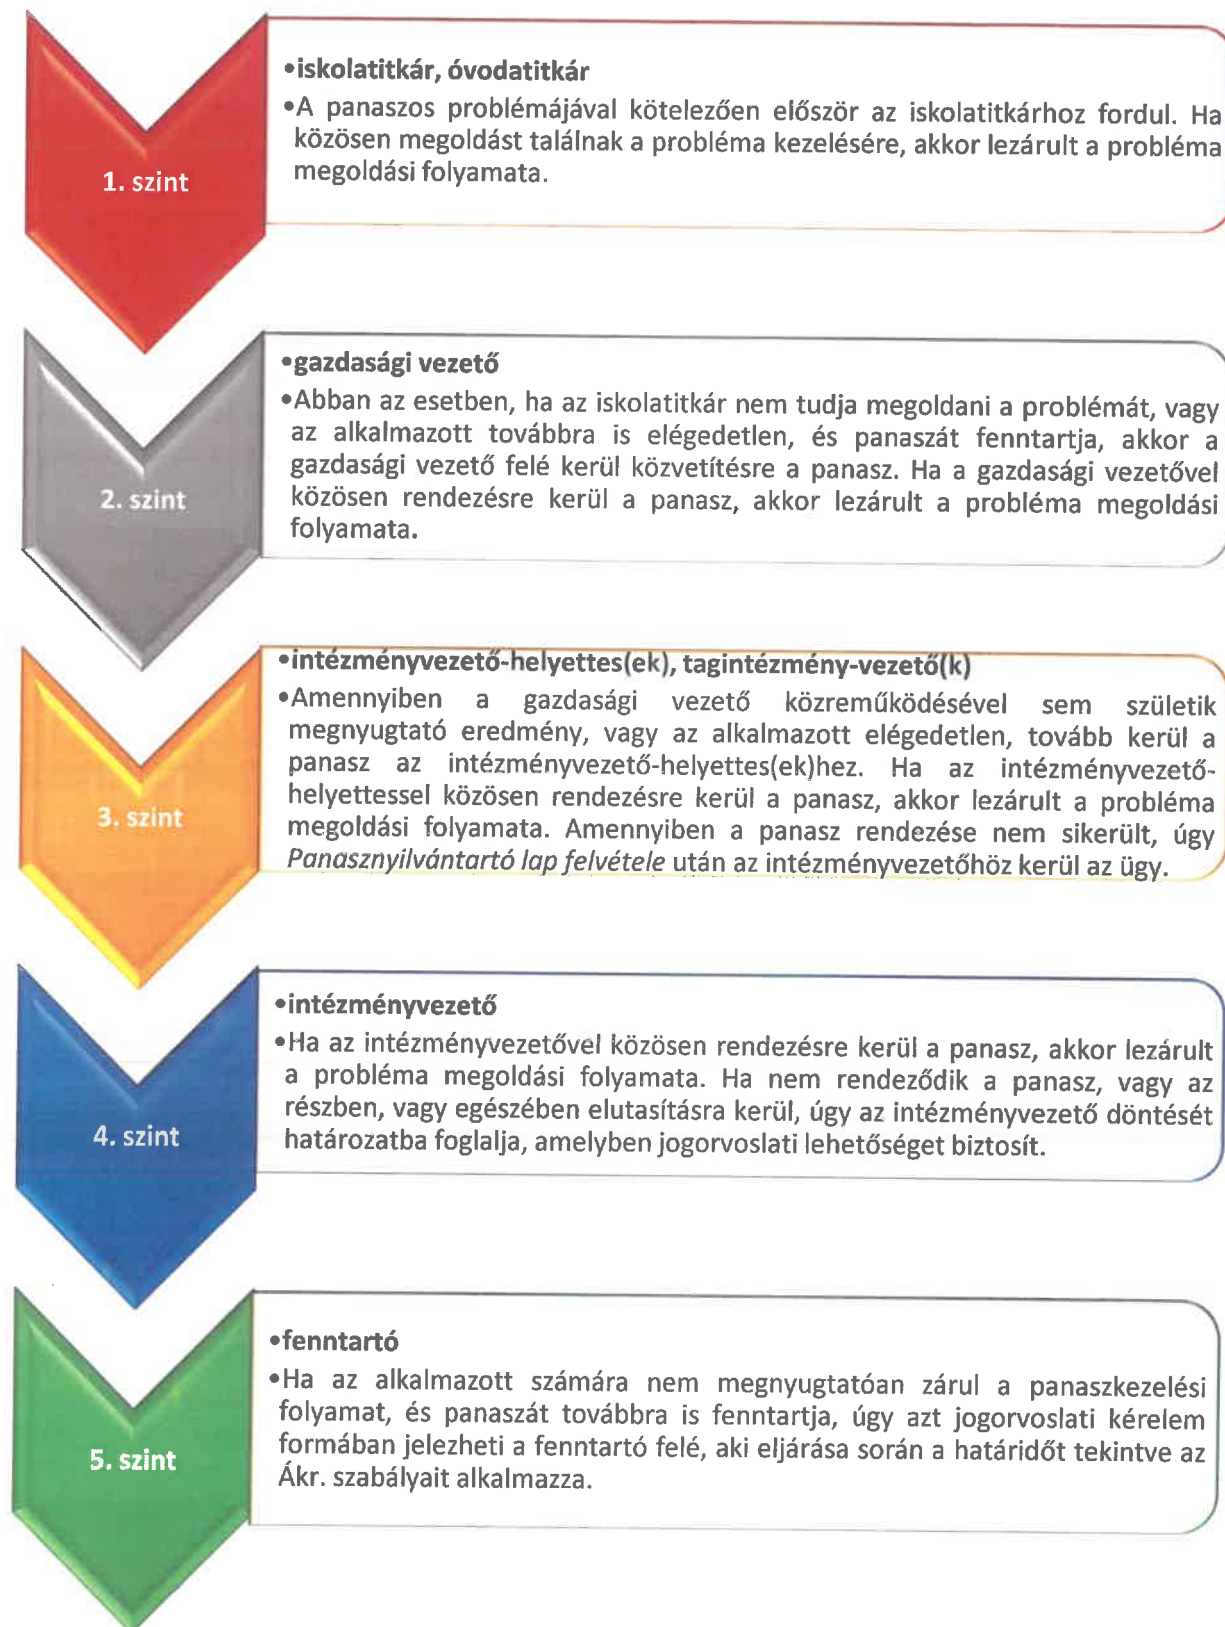 •iskolatitkár, óvodatitkár
•A panaszos problémájával kötelezően először az iskolatitkárhoz fordul. Ha
közösen megoldást találnak a probléma kezelésére, akkor lezárult a probléma
megoldási folyamata.
1. szint
•gazdasági vezető
•Abban az esetben, ha az iskolatitkár nem tudja megoldani a problémát, vagy
az alkalmazott továbbra is elégedetlen, és panaszát fenntartja, akkor a
gazdasági vezető felé kerül közvetítésre a panasz. Ha a gazdasági vezetővel
közösen rendezésre kerül a panasz, akkor lezárult a probléma megoldási
folyamata.
2. szint
•intézményvezető-helyettes(ek), tagintézmény-vezető(k)
•Amennyiben a gazdasági vezető közreműködésével sem születik
megnyugtató eredmény, vagy az alkalmazott elégedetlen, tovább kerül a
panasz az intézményvezető-helyettes(ek)hez. Ha az intézményvezető-
helyettessel közösen rendezésre kerül a panasz, akkor lezárult a probléma
megoldási folyamata. Amennyiben a panasz rendezése nem sikerült, úgy
Panasznyilvántartó lap felvétele után az intézményvezetőhöz kerül az ügy.
3. szint
•intézményvezető
•Ha az intézményvezetővel közösen rendezésre kerül a panasz, akkor lezárult
a probléma megoldási folyamata. Ha nem rendeződik a panasz, vagy az
részben, vagy egészében elutasításra kerül, úgy az intézményvezető döntését
határozatba foglalja, amelyben jogorvoslati lehetőséget biztosít.
4. szint
•fenntartó
•Ha az alkalmazott számára nem megnyugtatóan zárul a panaszkezelési
folyamat, és panaszát továbbra is fenntartja, úgy azt jogorvoslati kérelem
formában jelezheti a fenntartó felé, aki eljárása során a határidőt tekintve az
Ákr. szabályait alkalmazza.
5. szint